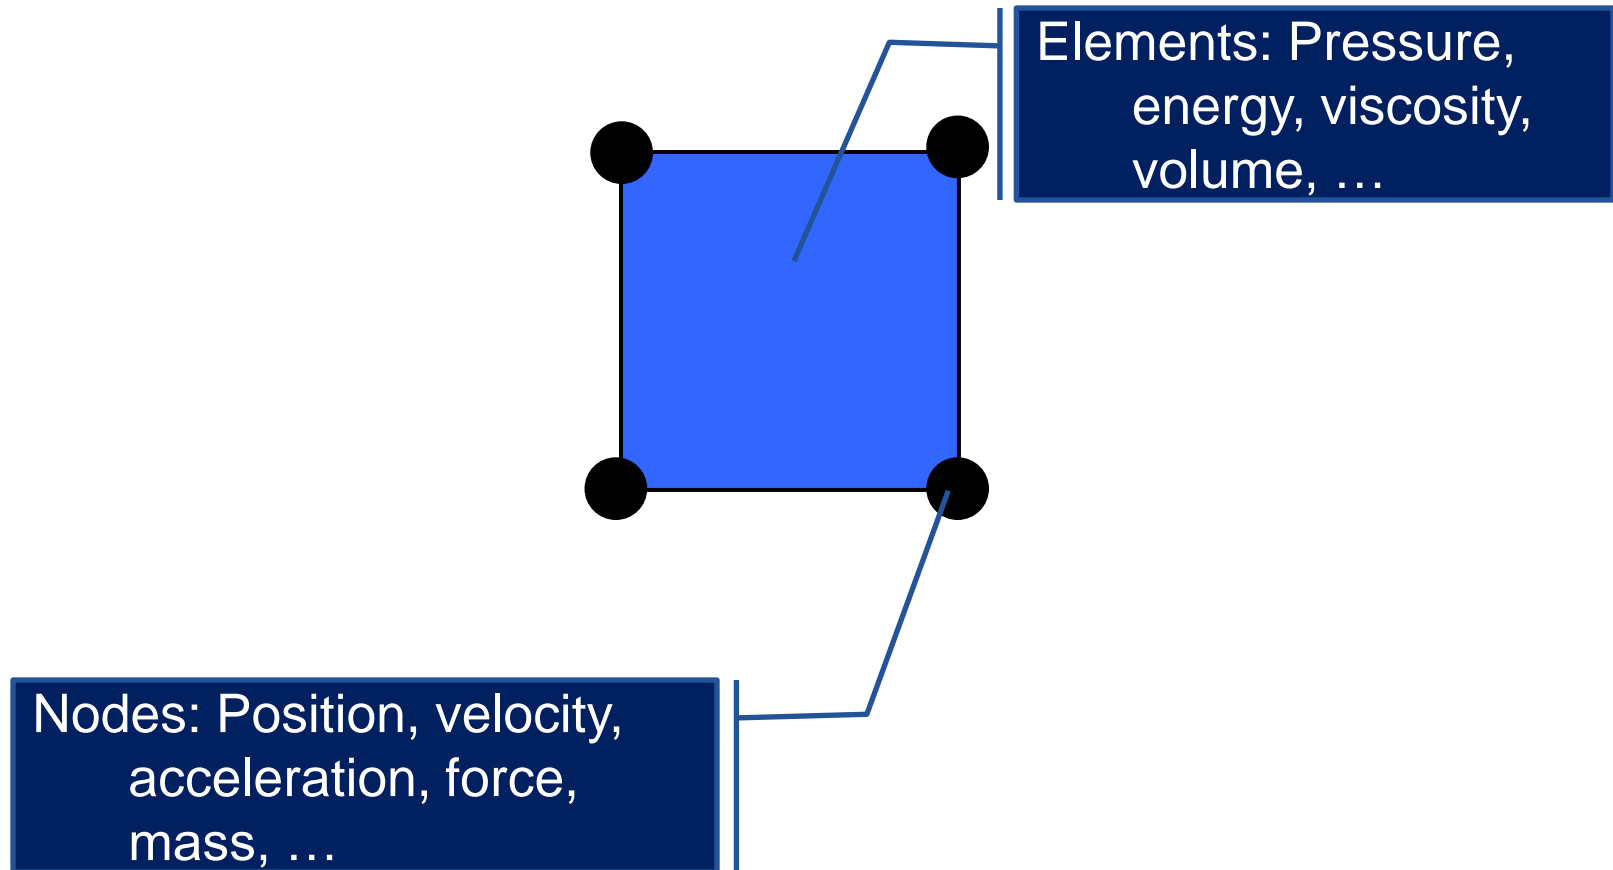 Elements: Pressure,
energy, viscosity,
volume, …
Nodes: Position, velocity,
acceleration, force,
mass, …